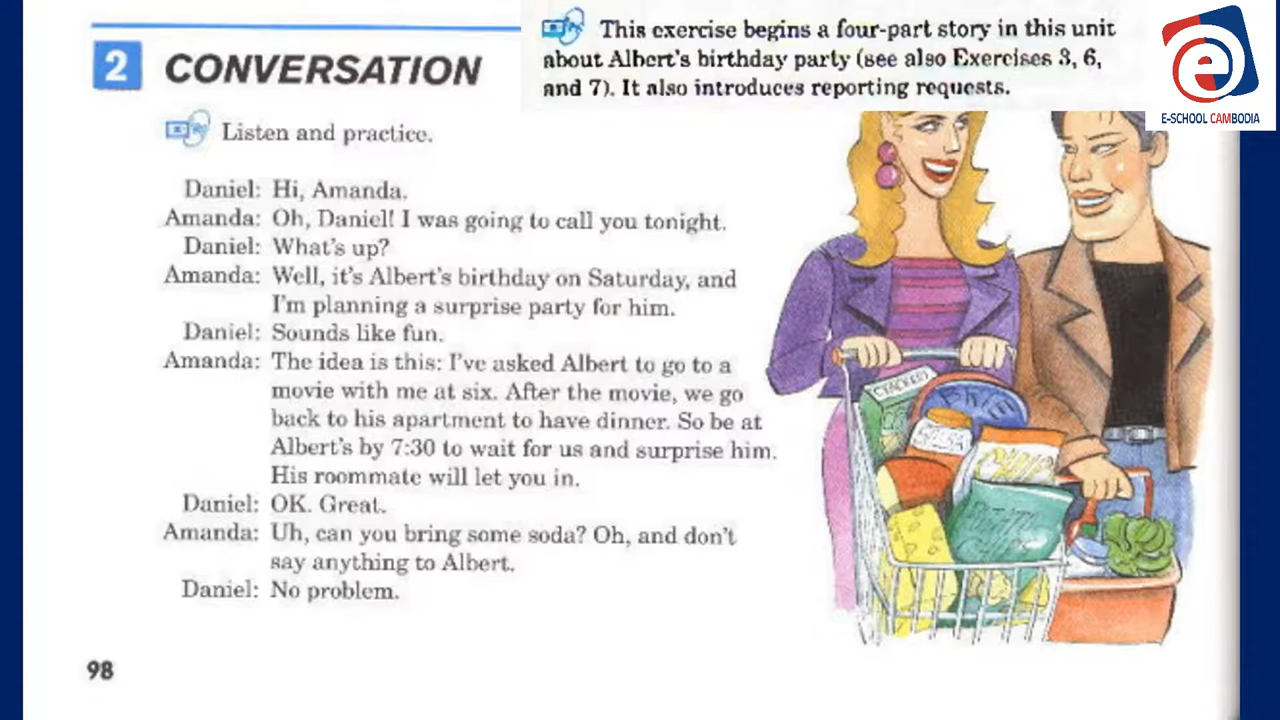 This exercise begins a four-part story in this unit
about Albert's birthday party (see also Exercises 3, 6,
and 7). It also introduces reporting requests.
e
E-SCHOOL CAMBODIA
2 CONVERSATION
Listen and practice.
Daniel: Hi, Amanda.
Amanda: Oh, Daniel! I was going to call you tonight.
Daniel: What's up?
Amanda: Well, it's Albert's birthday on Saturday, and
I'm planning a surprise party for him.
Daniel: Sounds like fun.
Amanda: The idea is this: I've asked Albert to go to a
movie with me at six. After the movie, we go
back to his apartment to have dinner. So be at
Albert's by 7:30 to wait for us and surprise him.
His roommate will let you in.
Daniel: OK. Great.
Amanda: Uh, can you bring some soda? Oh, and don't
say anything to Albert.
Daniel: No problem.
CRACKERS
SALSA
98